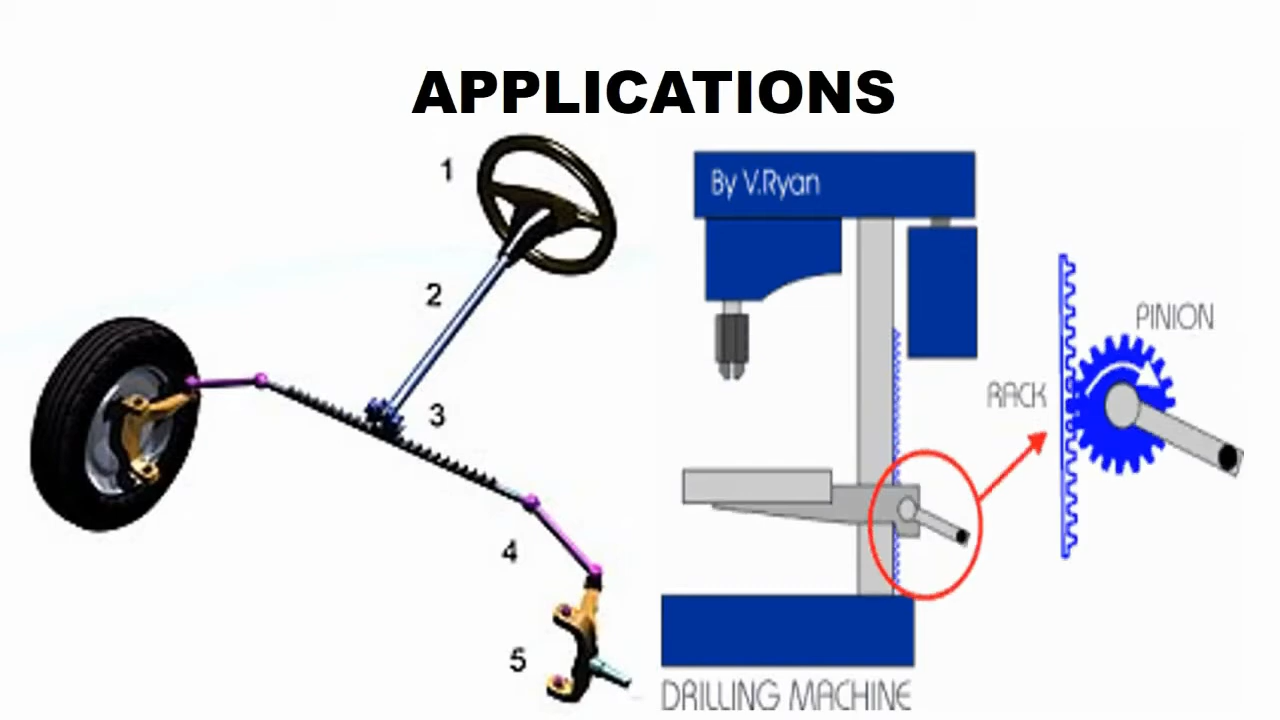 APPLICATIONS
1
2
3
4
5
By V.Ryan
PINION
RACK
DRILLING MACHINE